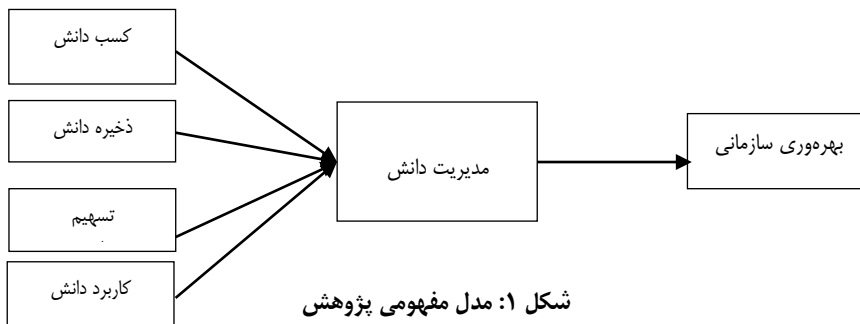 کسب دانش
ذخیره دانش
تسهیم
کاربرد دانش
مدیریت دانش
بهره‌وری سازمانی
شکل ۱: مدل مفهومی پژوهش